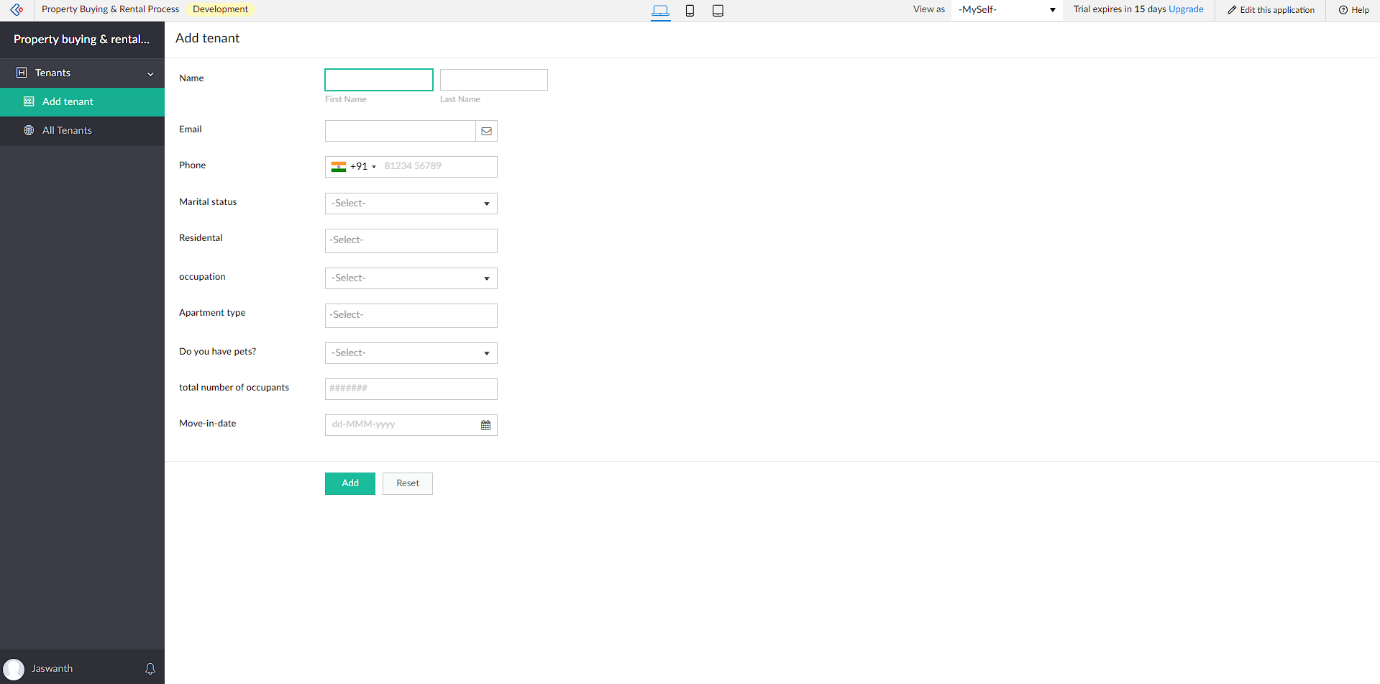 Property Buying & Rental Process Development View as -MySelf- Trial expires in 15 days Upgrade Edit this application Help
Property buying & rental...
Add tenant
Tenants
Add tenant
All Tenants
Name
First Name Last Name
Email
Phone +91 81234 56789
Marital status -Select-
Residental -Select-
occupation -Select-
Apartment type -Select-
Do you have pets? -Select-
total number of occupants #######
Move-in-date dd-MMM-yyyy
Add Reset
Jaswanth